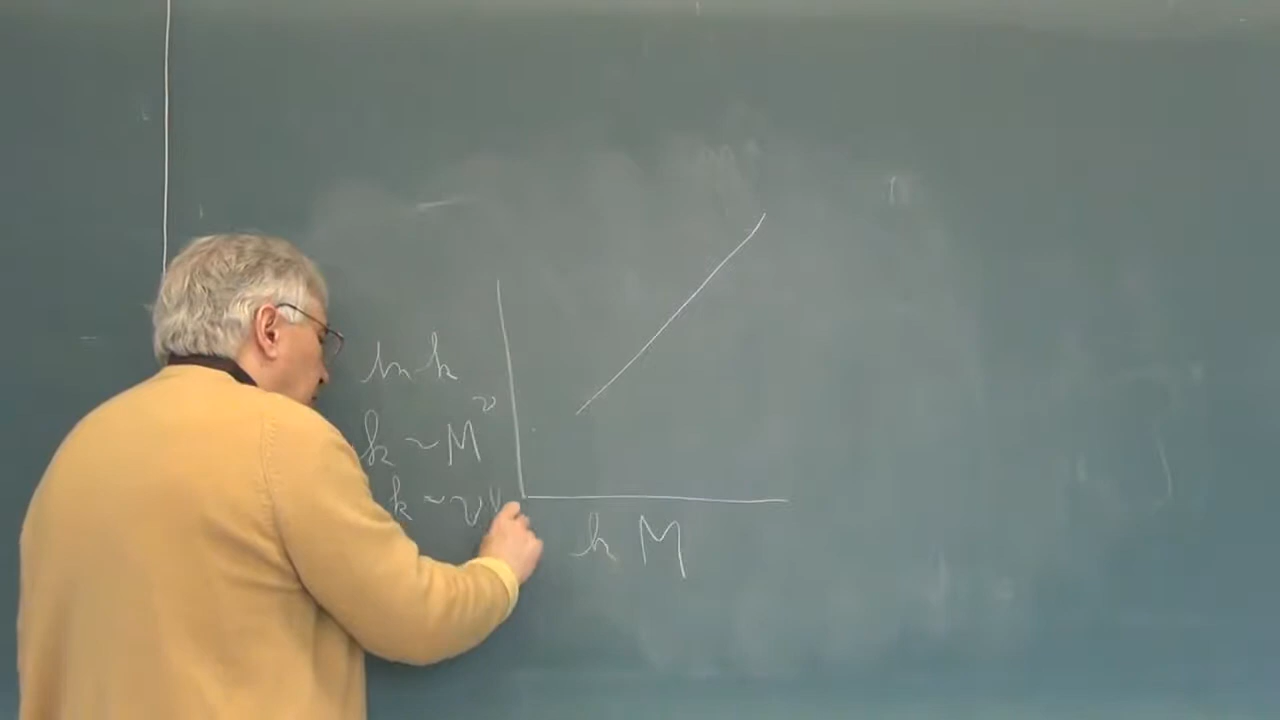 ln k
k ~ M^ν
k ~ ν
ln M